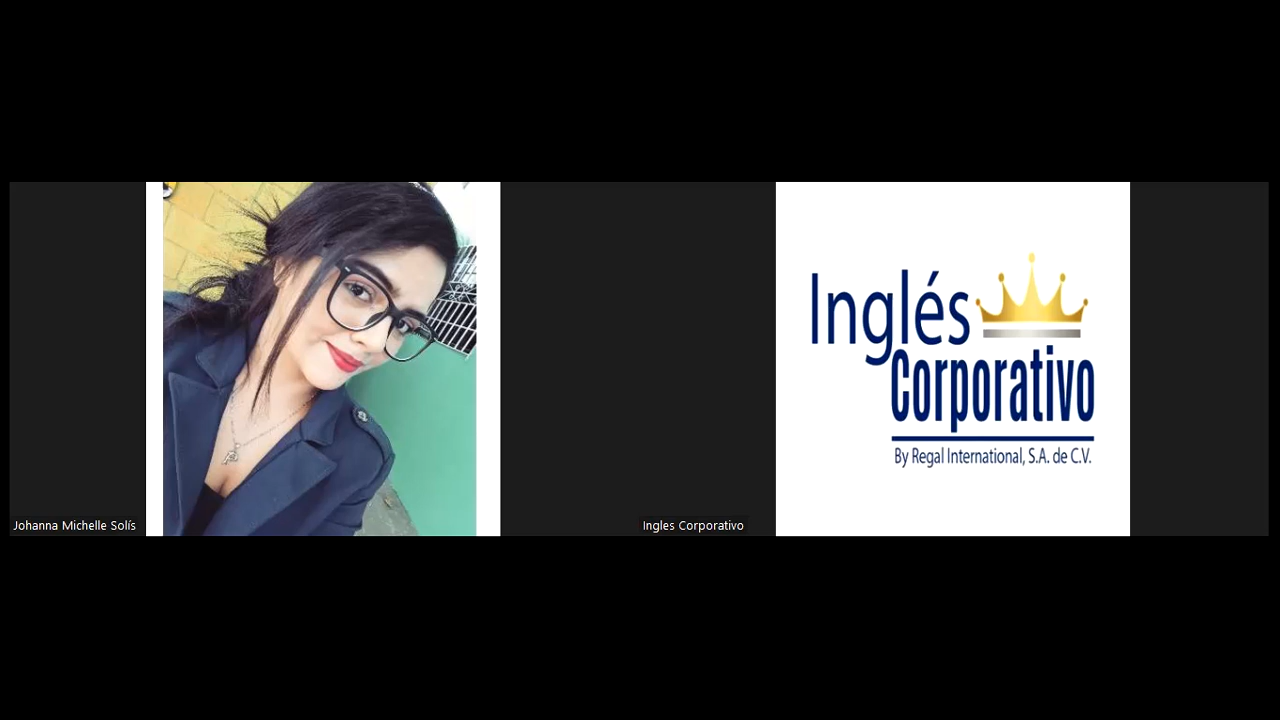 Johanna Michelle Solís
Ingles Corporativo
Inglés
Corporativo
By Regal International, S.A. de C.V.